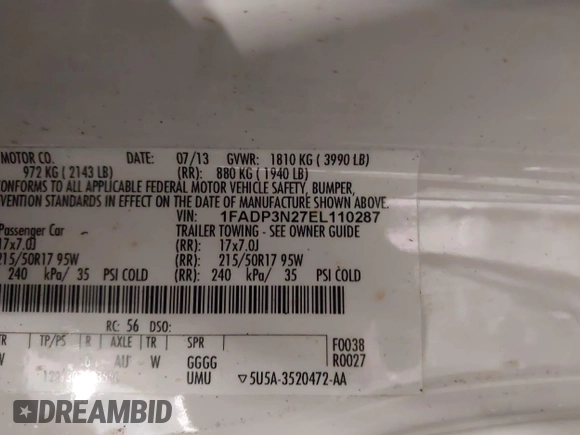 MOTOR CO. DATE: 07/13 GVWR: 1810 KG ( 3990 LB)
972 KG ( 2143 LB) (RR): 880 KG ( 1940 LB)
CONFORMS TO ALL APPLICABLE FEDERAL MOTOR VEHICLE SAFETY, BUMPER,
VENTION STANDARDS IN EFFECT ON THE DATE OF MANUFACTURE SHOWN ABOVE.
VIN: 1FADP3N27EL110287
Passenger Car TRAILER TOWING - SEE OWNER GUIDE
17x7.0J (RR): 17x7.0J
215/50R17 95W (RR): 215/50R17 95W
240 kPa/ 35 PSI COLD (RR): 240 kPa/ 35 PSI COLD
RC: 56 DSO:
TR TP/PS R AXLE TR SPR F0038
W 6 AU W GGGG R0027
UMU ▽5U5A-3520472-AA
DREAMBID